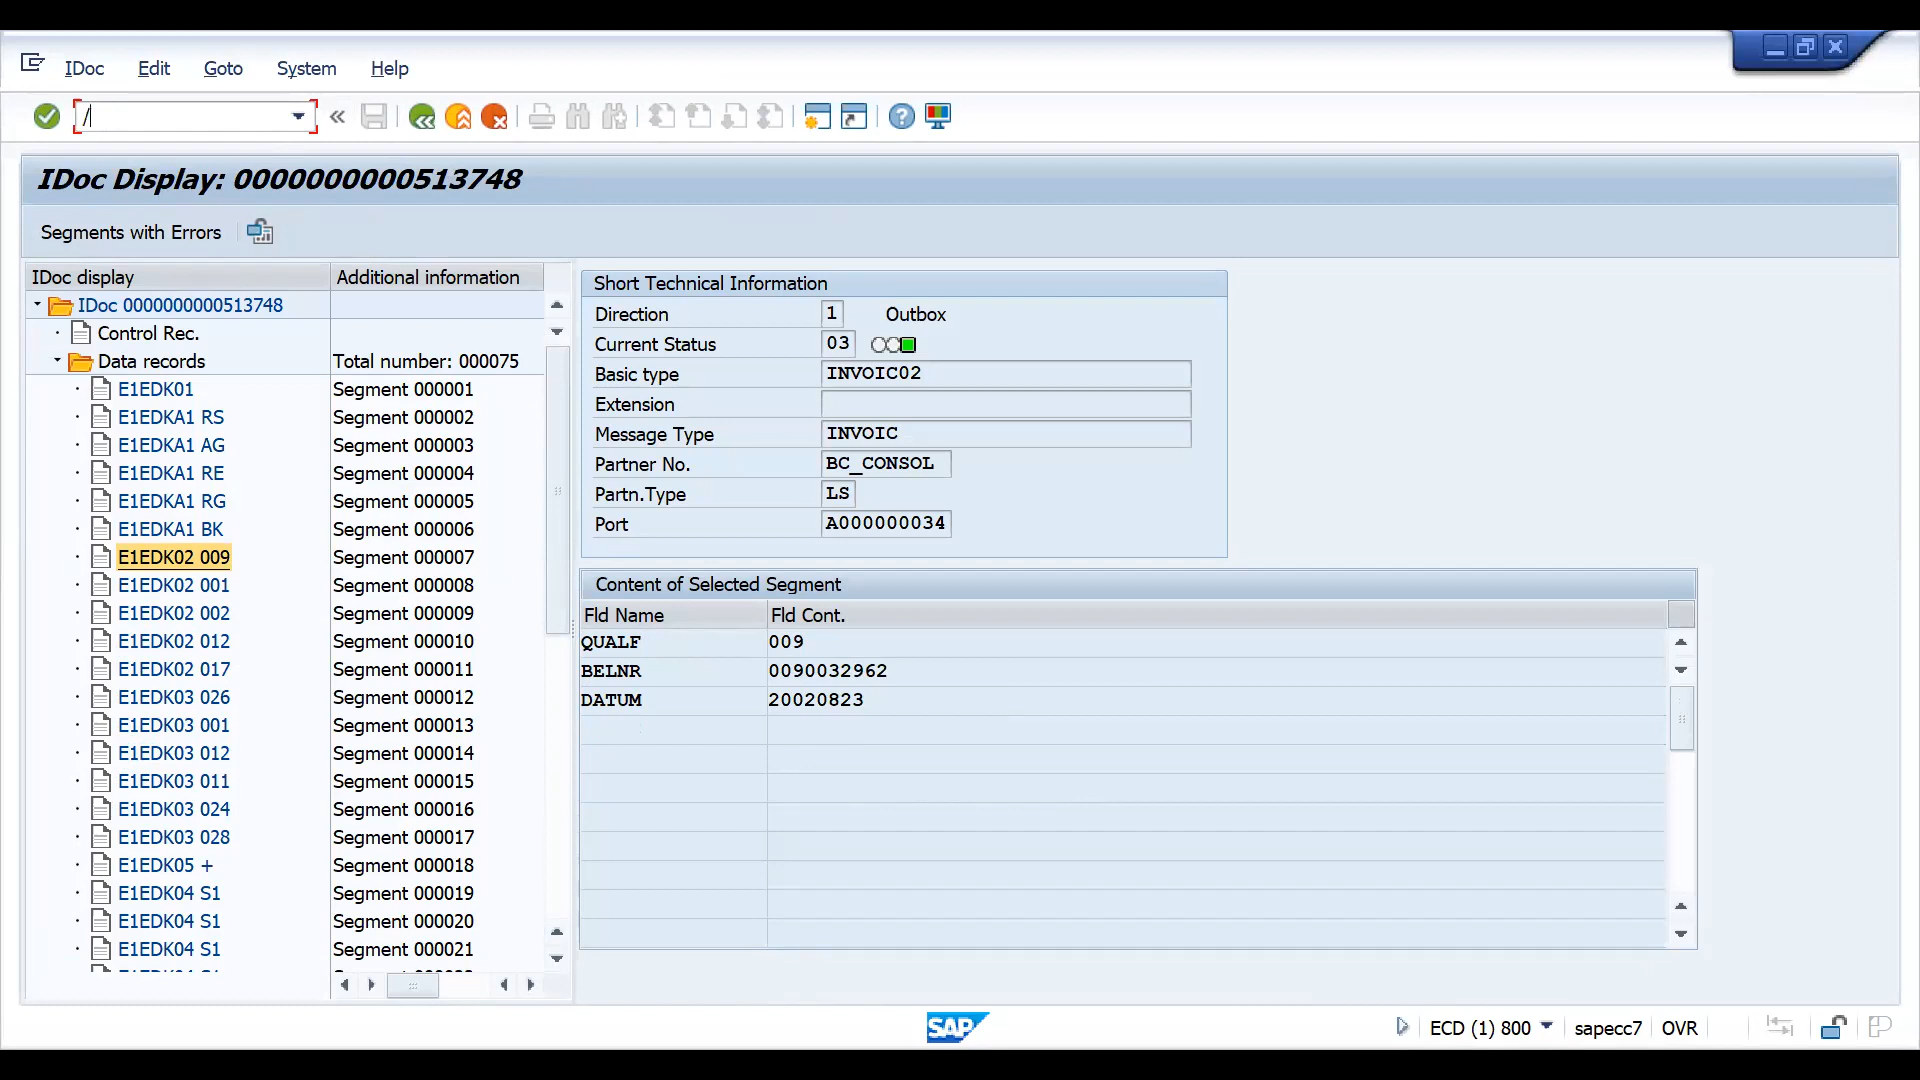 IDoc Edit Goto System Help
/
IDoc Display: 0000000000513748
Segments with Errors
IDoc display Additional information
IDoc 0000000000513748
Control Rec.
Data records Total number: 000075
E1EDK01 Segment 000001
E1EDKA1 RS Segment 000002
E1EDKA1 AG Segment 000003
E1EDKA1 RE Segment 000004
E1EDKA1 RG Segment 000005
E1EDKA1 BK Segment 000006
E1EDK02 009 Segment 000007
E1EDK02 001 Segment 000008
E1EDK02 002 Segment 000009
E1EDK02 012 Segment 000010
E1EDK02 017 Segment 000011
E1EDK03 026 Segment 000012
E1EDK03 001 Segment 000013
E1EDK03 012 Segment 000014
E1EDK03 011 Segment 000015
E1EDK03 024 Segment 000016
E1EDK03 028 Segment 000017
E1EDK05 + Segment 000018
E1EDK04 S1 Segment 000019
E1EDK04 S1 Segment 000020
E1EDK04 S1 Segment 000021
Short Technical Information
Direction 1 Outbox
Current Status 03
Basic type INVOIC02
Extension
Message Type INVOIC
Partner No. BC_CONSOL
Partn.Type LS
Port A000000034
Content of Selected Segment
Fld Name Fld Cont.
QUALF 009
BELNR 0090032962
DATUM 20020823
SAP
ECD (1) 800 sapecc7 OVR